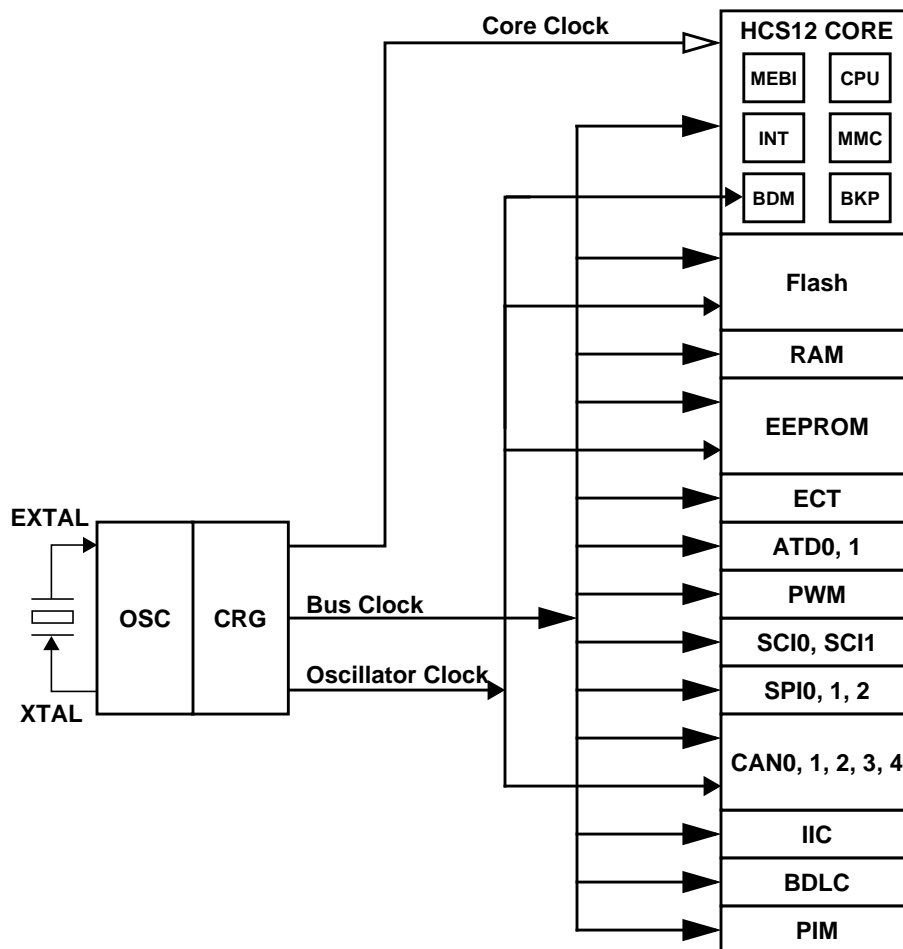 Core Clock
HCS12 CORE
MEBI
CPU
INT
MMC
BDM
BKP
Flash
RAM
EEPROM
ECT
EXTAL
ATD0, 1
PWM
OSC
CRG
Bus Clock
SCI0, SCI1
Oscillator Clock
SPI0, 1, 2
XTAL
CAN0, 1, 2, 3, 4
IIC
BDLC
PIM